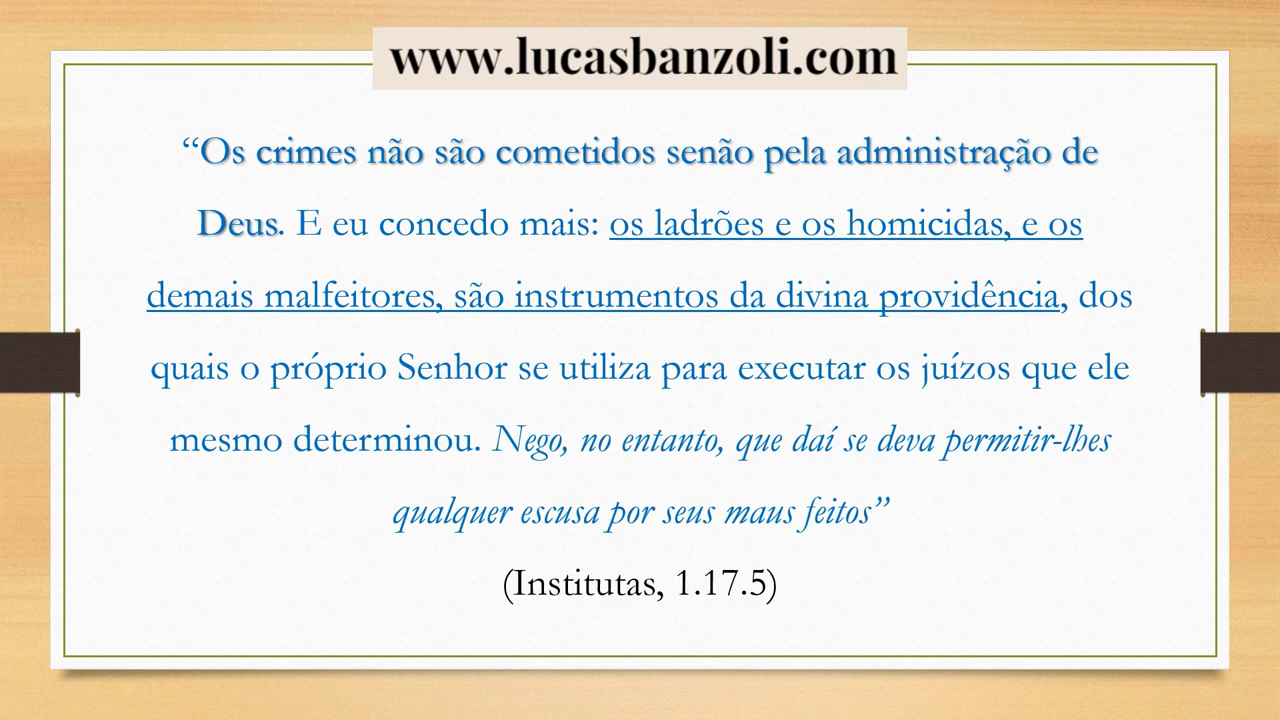 www.lucasbanzoli.com
“Os crimes não são cometidos senão pela administração de
Deus. E eu concedo mais: os ladrões e os homicidas, e os
demais malfeitores, são instrumentos da divina providência, dos
quais o próprio Senhor se utiliza para executar os juízos que ele
mesmo determinou. Nego, no entanto, que daí se deva permitir-lhes
qualquer escusa por seus maus feitos”
(Institutas, 1.17.5)